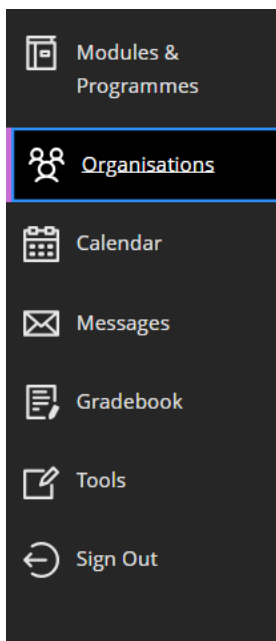 Modules &
Programmes
Organisations
Calendar
Messages
Gradebook
Tools
Sign Out